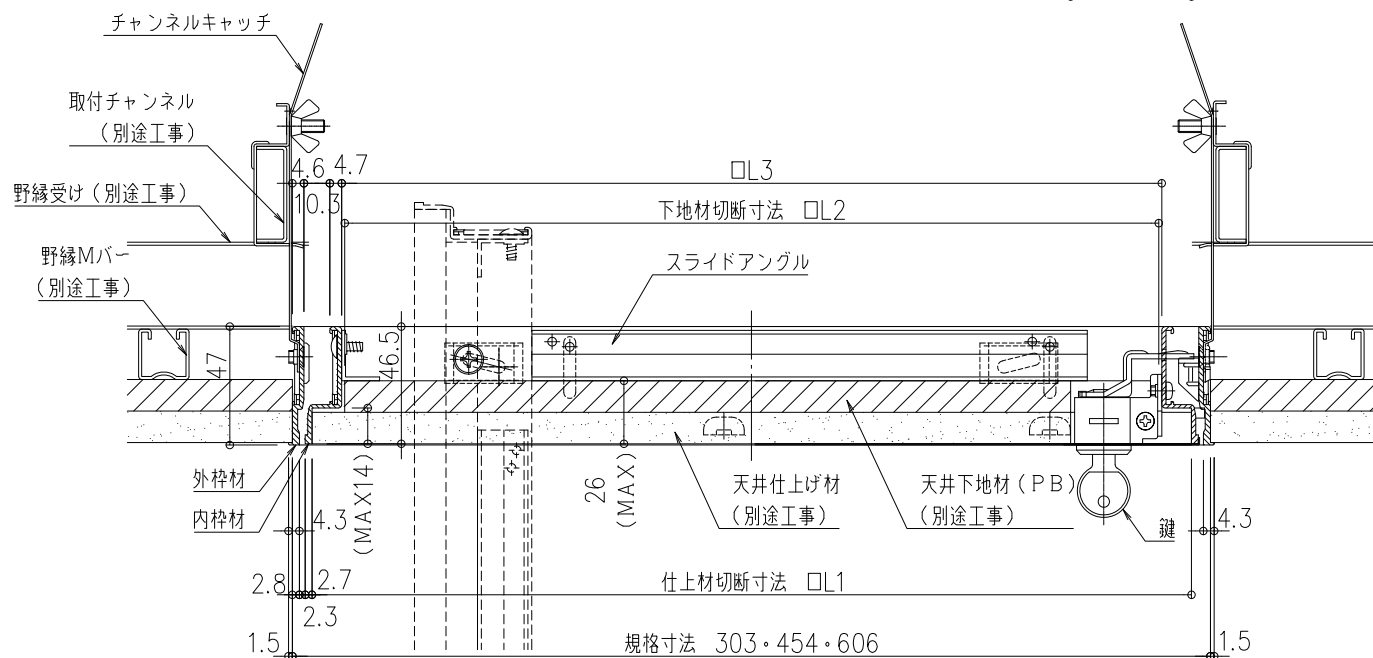 チャンネルキャッチ
取付チャンネル
（別途工事）
野縁受け（別途工事）
野縁Mバー
（別途工事）
4.6
4.7
10.3
□L3
下地材切断寸法 □L2
スライドアングル
47
46.5
外枠材
内枠材
(MAX14)
26
(MAX)
天井仕上げ材
（別途工事）
天井下地材（PB）
（別途工事）
鍵
4.3
4.3
2.8
2.7
2.3
仕上材切断寸法 □L1
1.5
規格寸法 303・454・606
1.5